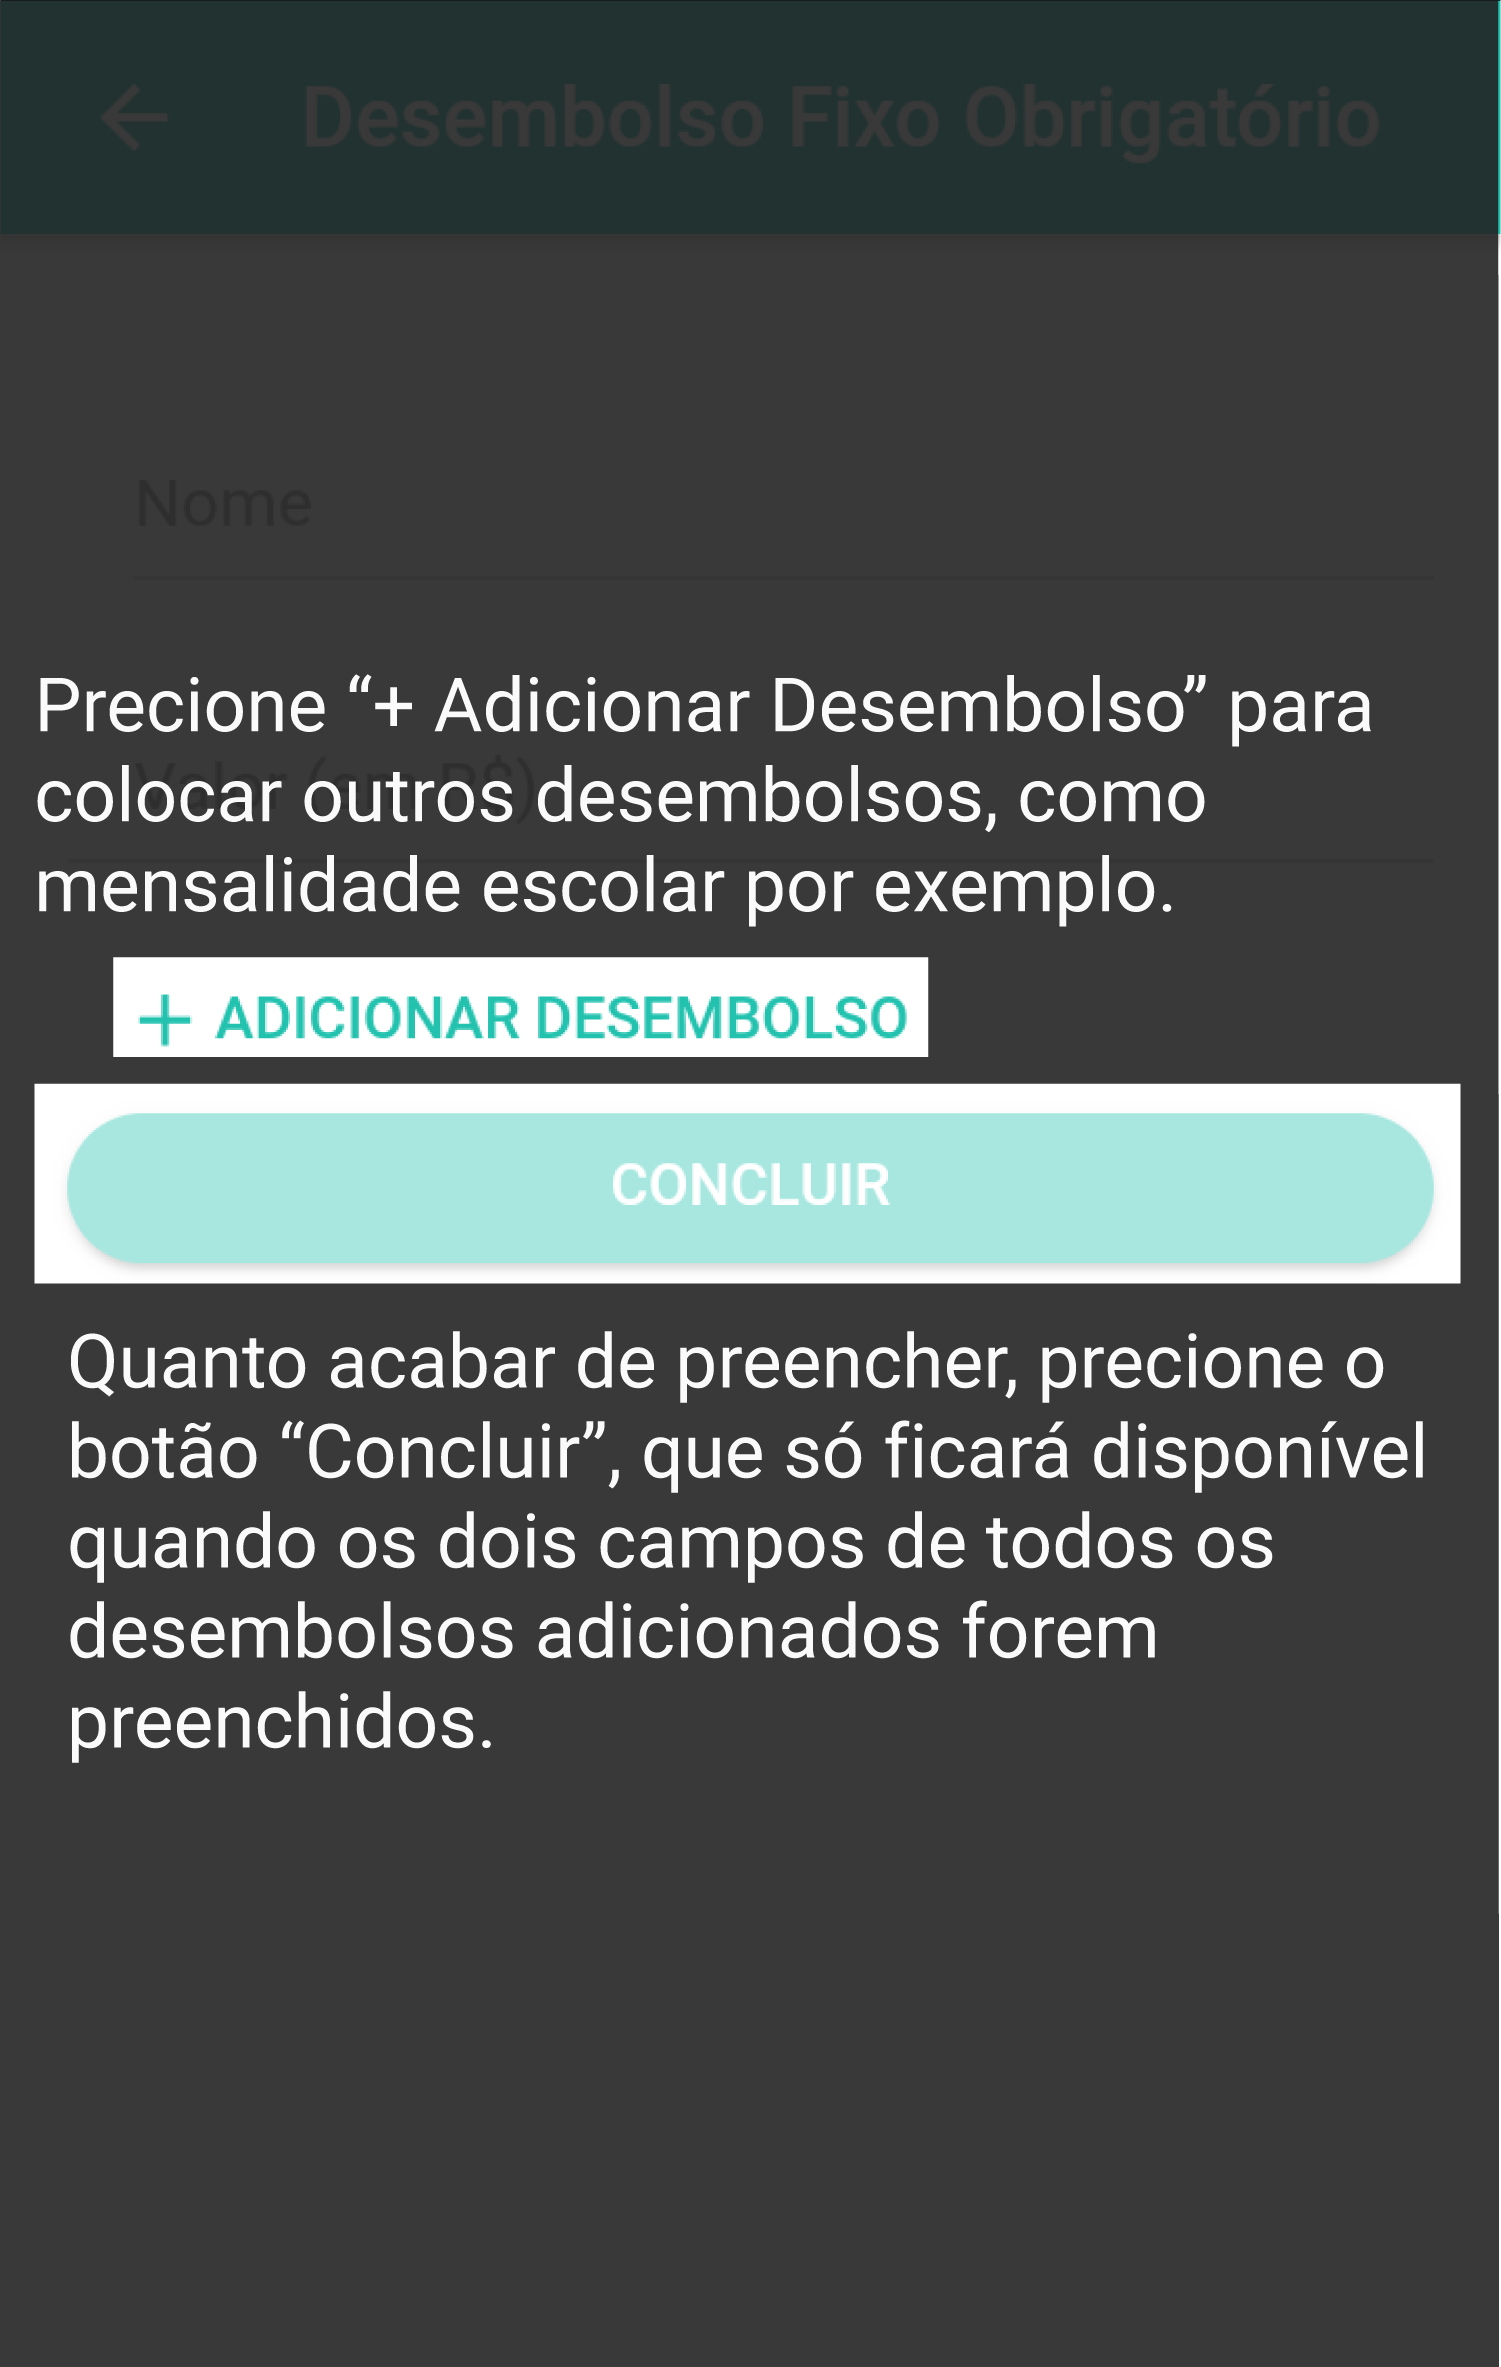 Desembolso Fixo Obrigatório
Nome
Precione “+ Adicionar Desembolso” para
Valor (em R$)
colocar outros desembolsos, como
mensalidade escolar por exemplo.
+ ADICIONAR DESEMBOLSO
CONCLUIR
Quanto acabar de preencher, precione o
botão “Concluir”, que só ficará disponível
quando os dois campos de todos os
desembolsos adicionados forem
preenchidos.